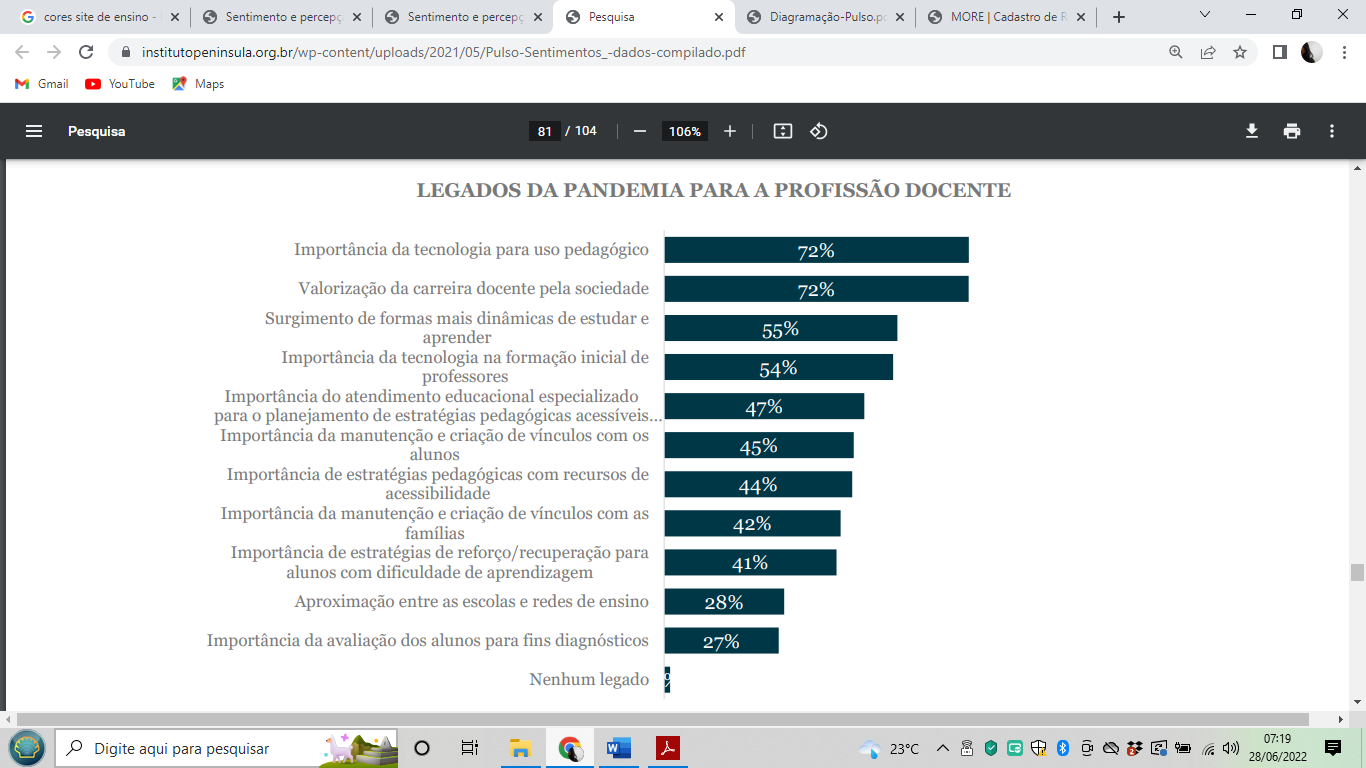 cores site de ensino -
Sentimento e percepç
Sentimento e percepç
Pesquisa
Diagramação-Pulso.p
MORE | Cadastro de R
institutopeninsula.org.br/wp-content/uploads/2021/05/Pulso-Sentimentos_-dados-compilado.pdf
Gmail
YouTube
Maps
Pesquisa
81 / 104
106%
LEGADOS DA PANDEMIA PARA A PROFISSÃO DOCENTE
Importância da tecnologia para uso pedagógico
72%
Valorização da carreira docente pela sociedade
72%
Surgimento de formas mais dinâmicas de estudar e
aprender
55%
Importância da tecnologia na formação inicial de
professores
54%
Importância do atendimento educacional especializado
para o planejamento de estratégias pedagógicas acessíveis...
47%
Importância da manutenção e criação de vínculos com os
alunos
45%
Importância de estratégias pedagógicas com recursos de
acessibilidade
44%
Importância da manutenção e criação de vínculos com as
famílias
42%
Importância de estratégias de reforço/recuperação para
alunos com dificuldade de aprendizagem
41%
Aproximação entre as escolas e redes de ensino
28%
Importância da avaliação dos alunos para fins diagnósticos
27%
Nenhum legado
Digite aqui para pesquisar
23°C
07:19
28/06/2022